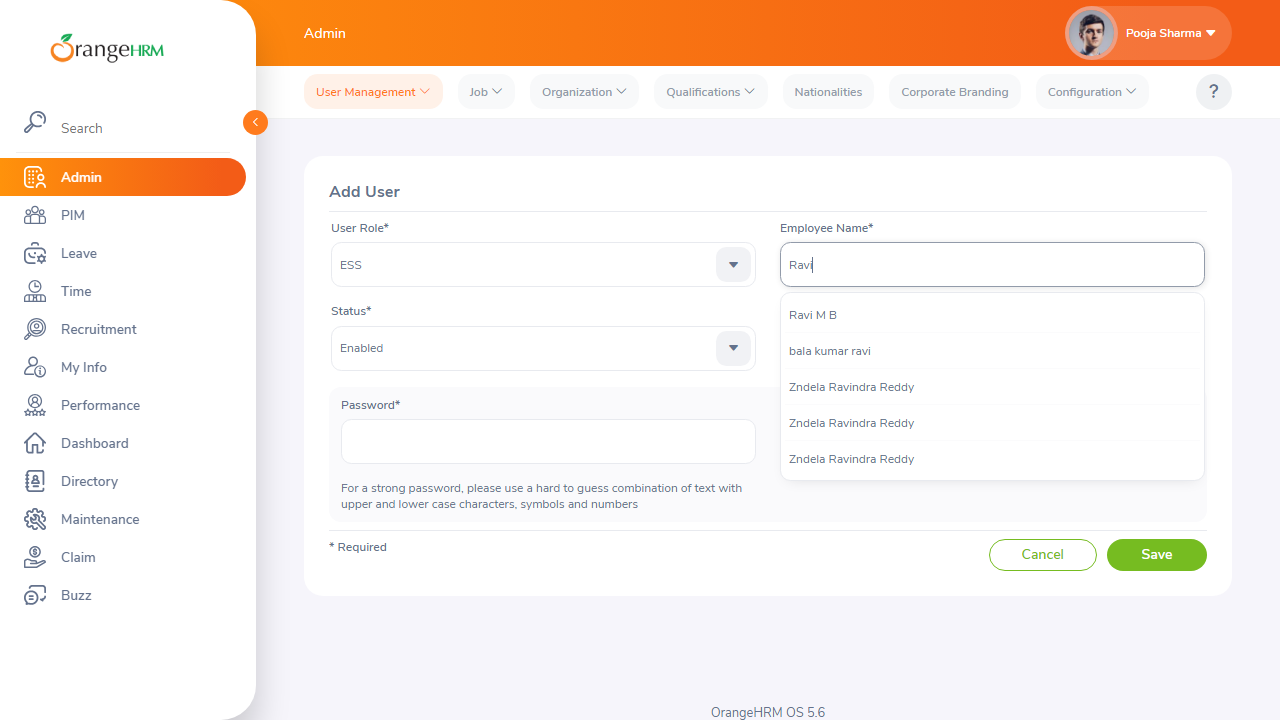 OrangeHRM
Admin
Pooja Sharma
User Management
Job
Organization
Qualifications
Nationalities
Corporate Branding
Configuration
?
Search
Admin
PIM
Leave
Time
Recruitment
My Info
Performance
Dashboard
Directory
Maintenance
Claim
Buzz
Add User
User Role*
ESS
Employee Name*
Ravi
Ravi M B
bala kumar ravi
Zndela Ravindra Reddy
Zndela Ravindra Reddy
Zndela Ravindra Reddy
Status*
Enabled
Password*
For a strong password, please use a hard to guess combination of text with
upper and lower case characters, symbols and numbers
* Required
Cancel
Save
OrangeHRM OS 5.6